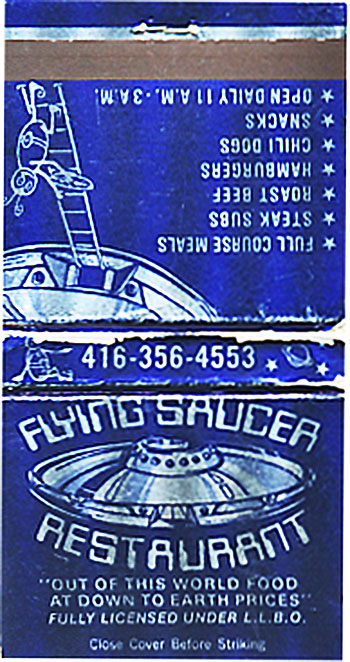 ★ OPEN DAILY 11 A.M. - 3 A.M.
★ SNACKS
★ CHILI DOGS
★ HAMBURGERS
★ ROAST BEEF
★ STEAK SUBS
★ FULL COURSE MEALS
416-356-4553
FLYING SAUCER
RESTAURANT
"OUT OF THIS WORLD FOOD
AT DOWN TO EARTH PRICES"
FULLY LICENSED UNDER L.L.B.O.
Close Cover Before Striking